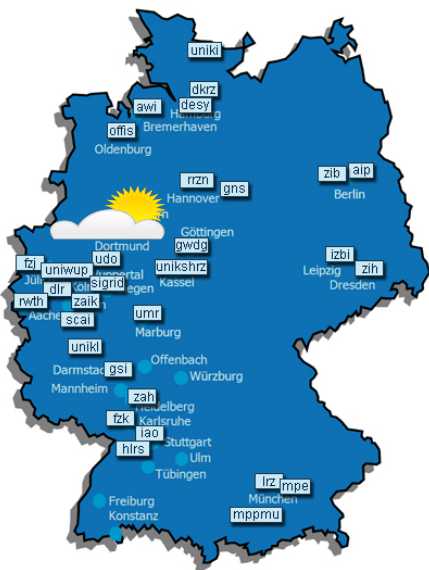 uniki
dkrz
desy
awi
Hamburg
Bremerhaven
offis
Oldenburg
rrzn
gns
Hannover
zib
aip
Berlin
Göttingen
gwdg
Dortmund
udo
unikshrz
Kassel
izbi
zih
Leipzig
Dresden
fzj
uniwup
sigrid
dlr
rwth
zaik
scai
umr
Marburg
unikl
gsi
Offenbach
Würzburg
Mannheim
zah
Heidelberg
fzk
Karlsruhe
iao
Stuttgart
hlrs
Ulm
Tübingen
lrz
mpe
München
mppmu
Freiburg
Konstanz